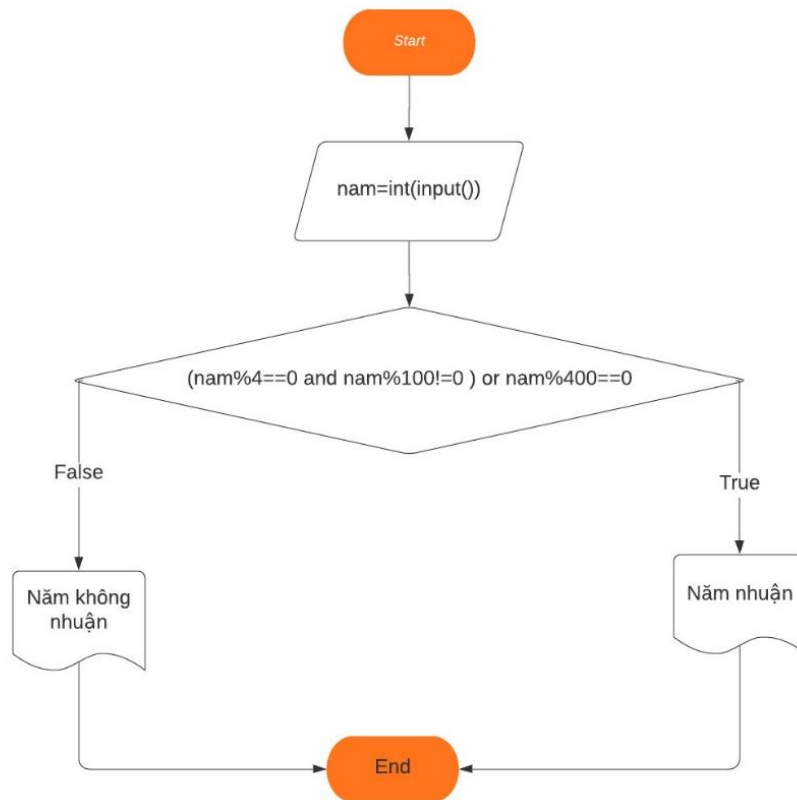 Start
nam=int(input())
(nam%4==0 and nam%100!=0 ) or nam%400==0
False
True
Năm không
nhuận
Năm nhuận
End